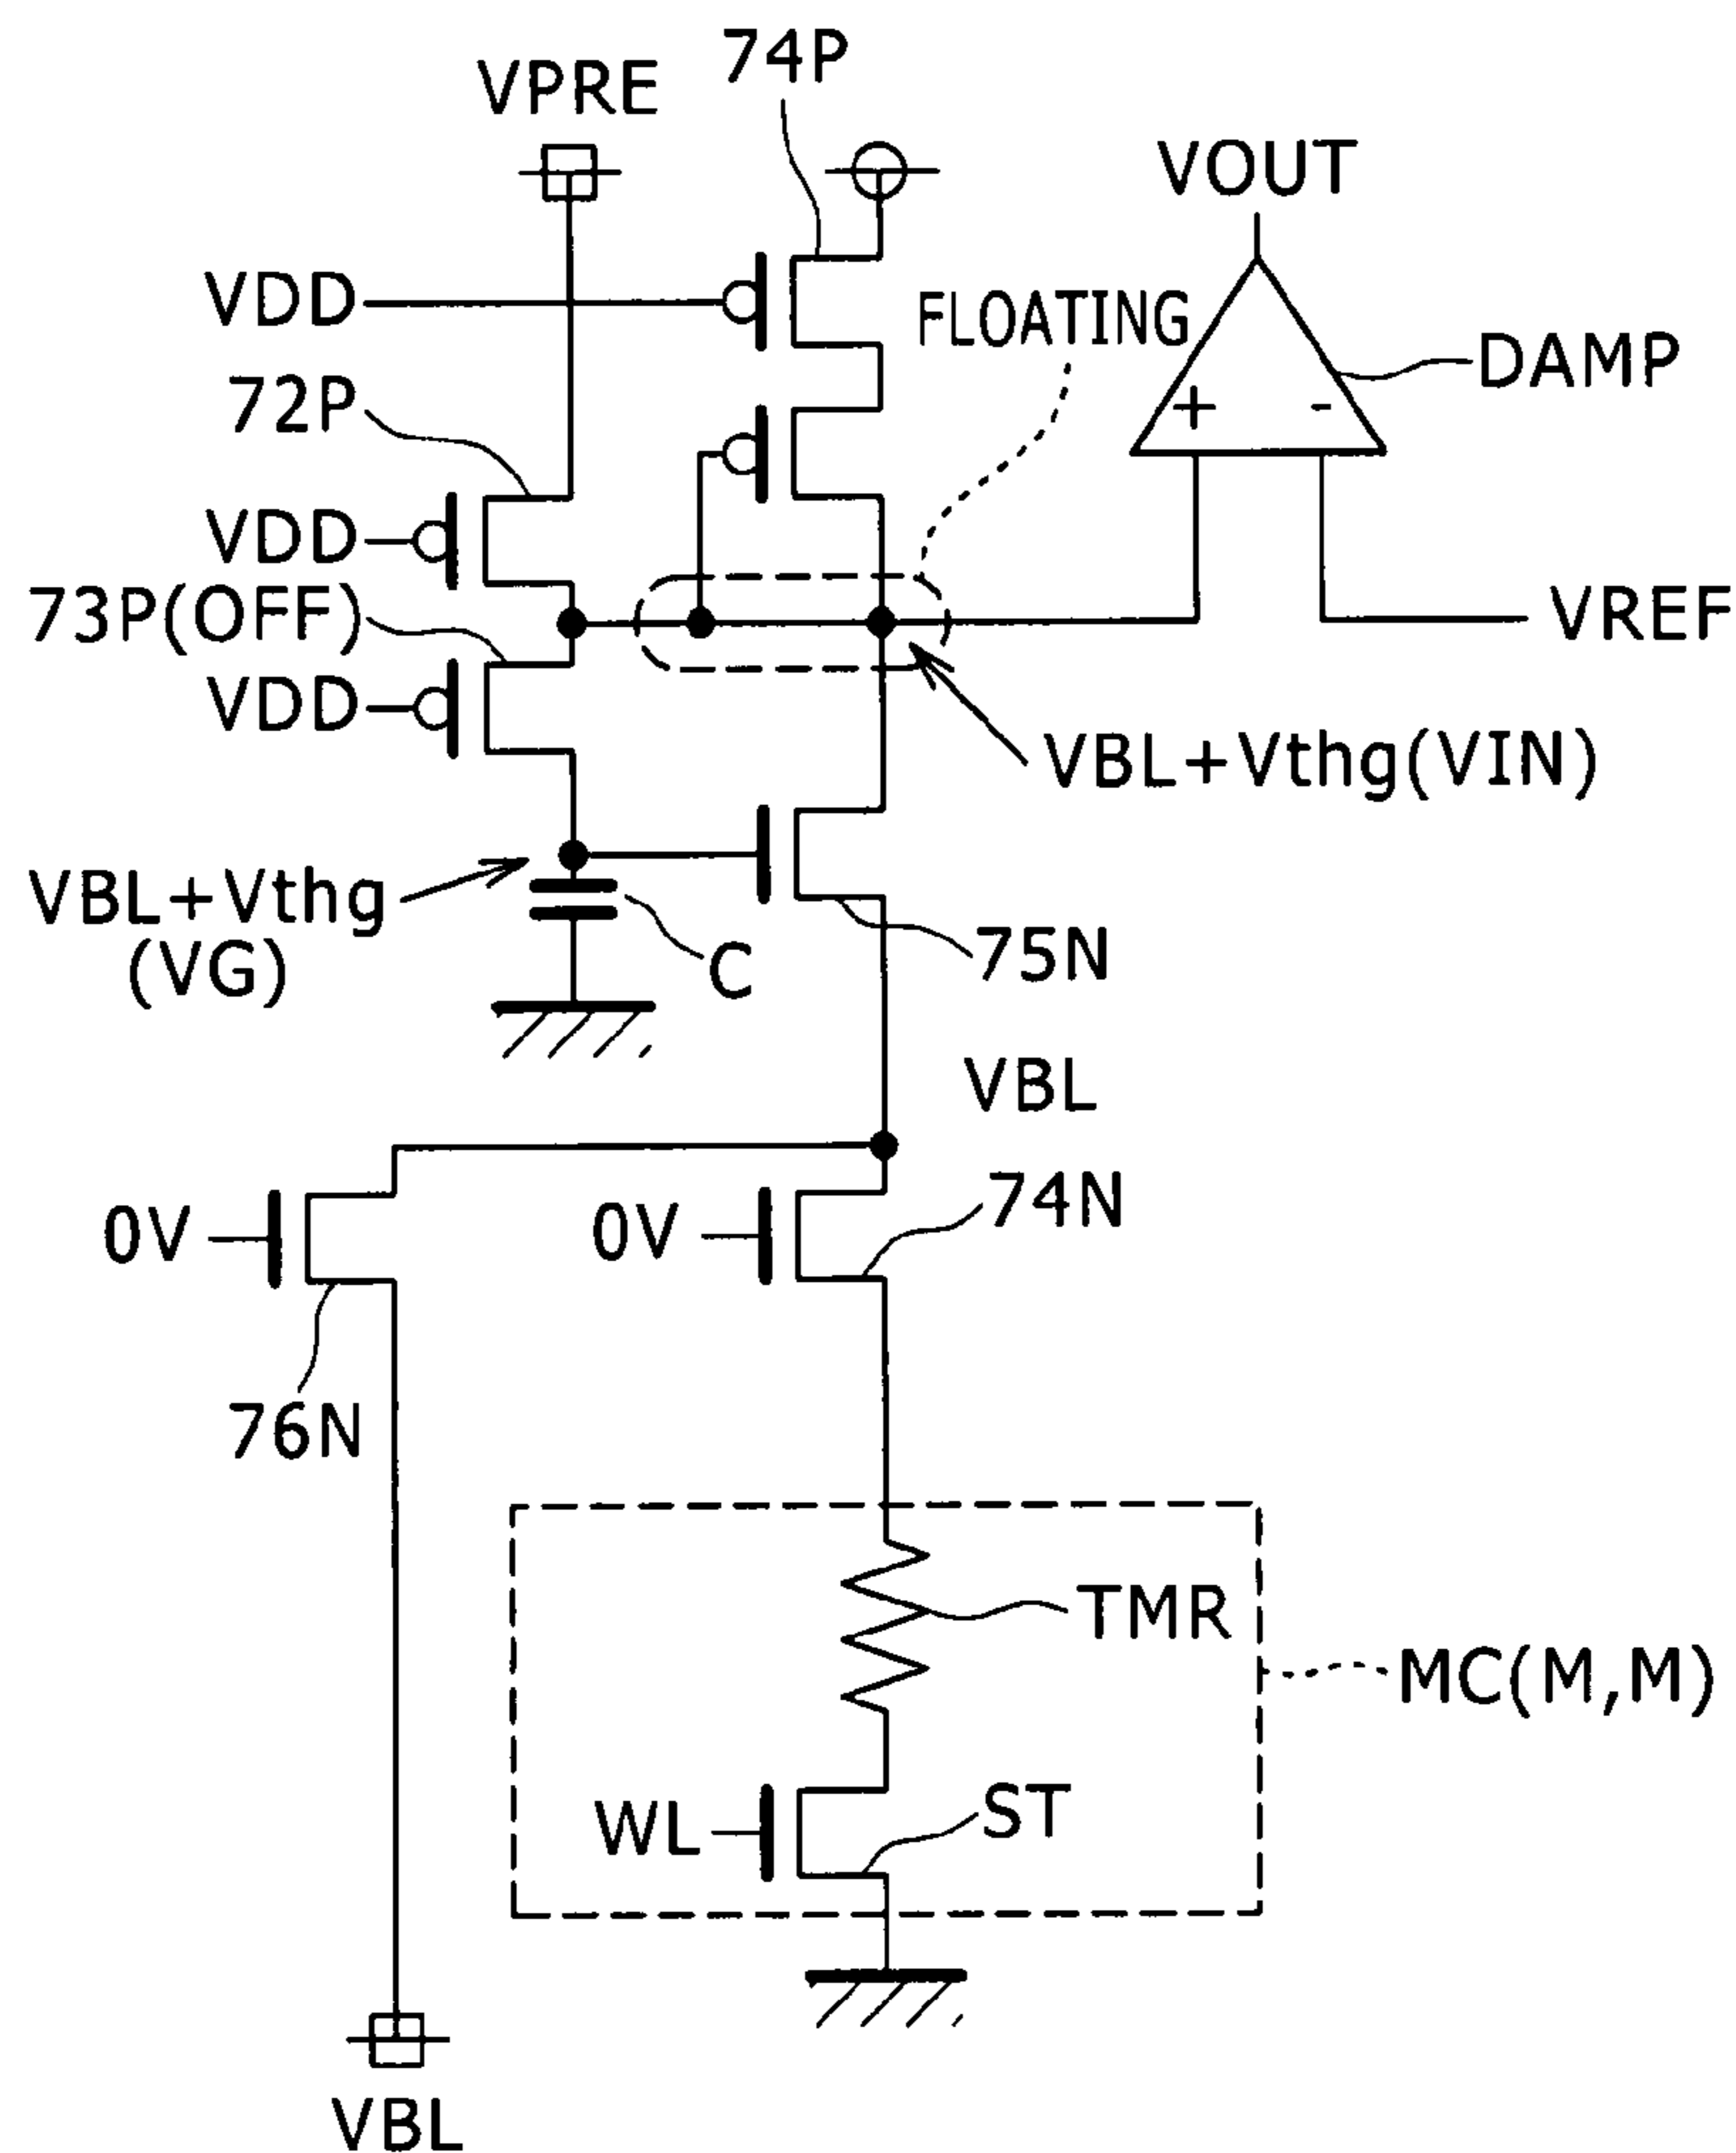 74P
VPRE
VOUT
VDD
FLOATING
DAMP
72P
+
-
VDD
73P(OFF)
VREF
VDD
VBL+Vthg(VIN)
VBL+Vthg
(VG)
C
75N
VBL
74N
0V
0V
76N
TMR
MC(M,M)
WL
ST
VBL